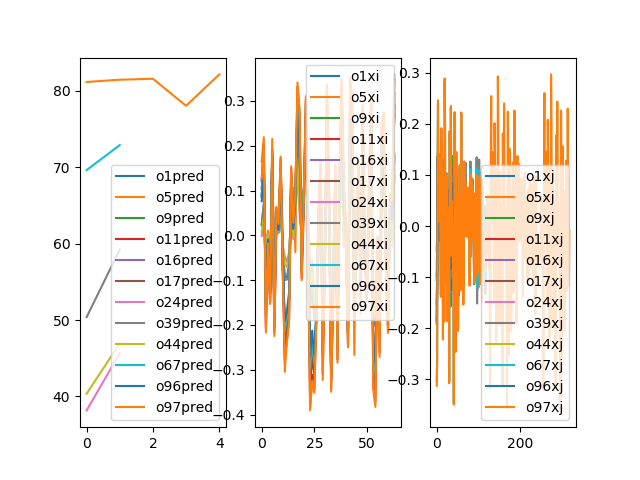 80
70
60
50
40
0
2
4
o1pred
o5pred
o9pred
o11pred
o16pred
o17pred
o24pred
o39pred
o44pred
o67pred
o96pred
o97pred
0.3
0.2
0.1
0.0
−0.1
−0.2
−0.3
−0.4
0
25
50
o1xi
o5xi
o9xi
o11xi
o16xi
o17xi
o24xi
o39xi
o44xi
o67xi
o96xi
o97xi
0.3
0.2
0.1
0.0
−0.1
−0.2
−0.3
0
200
o1xj
o5xj
o9xj
o11xj
o16xj
o17xj
o24xj
o39xj
o44xj
o67xj
o96xj
o97xj